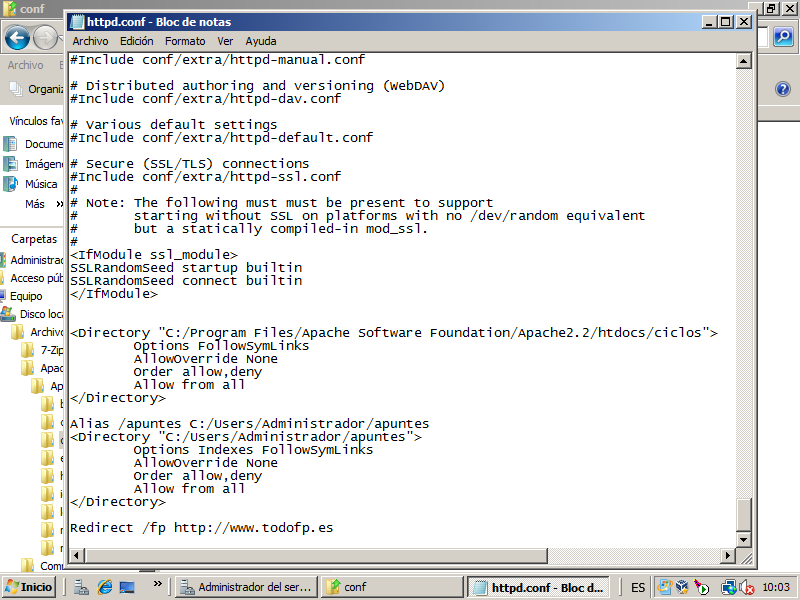 conf
httpd.conf - Bloc de notas
Archivo Edición Formato Ver Ayuda
Archivo
Organiz
Vínculos fav
Docume
Imágene
Música
Más »
Carpetas
Administrad
Acceso púb
Equipo
Disco loca
Archivo
7-Zip
Apac
Ap
Com
#Include conf/extra/httpd-manual.conf
# Distributed authoring and versioning (WebDAV)
#Include conf/extra/httpd-dav.conf
# Various default settings
#Include conf/extra/httpd-default.conf
# Secure (SSL/TLS) connections
#Include conf/extra/httpd-ssl.conf
#
# Note: The following must must be present to support
#       starting without SSL on platforms with no /dev/random equivalent
#       but a statically compiled-in mod_ssl.
#
<IfModule ssl_module>
SSLRandomSeed startup builtin
SSLRandomSeed connect builtin
</IfModule>
<Directory "C:/Program Files/Apache Software Foundation/Apache2.2/htdocs/ciclos">
        Options FollowSymLinks
        AllowOverride None
        Order allow,deny
        Allow from all
</Directory>
Alias /apuntes C:/Users/Administrador/apuntes
<Directory "C:/Users/Administrador/apuntes">
        Options Indexes FollowSymLinks
        AllowOverride None
        Order allow,deny
        Allow from all
</Directory>
Redirect /fp http://www.todofp.es
Inicio » Administrador del ser... conf httpd.conf - Bloc d... ES 10:03